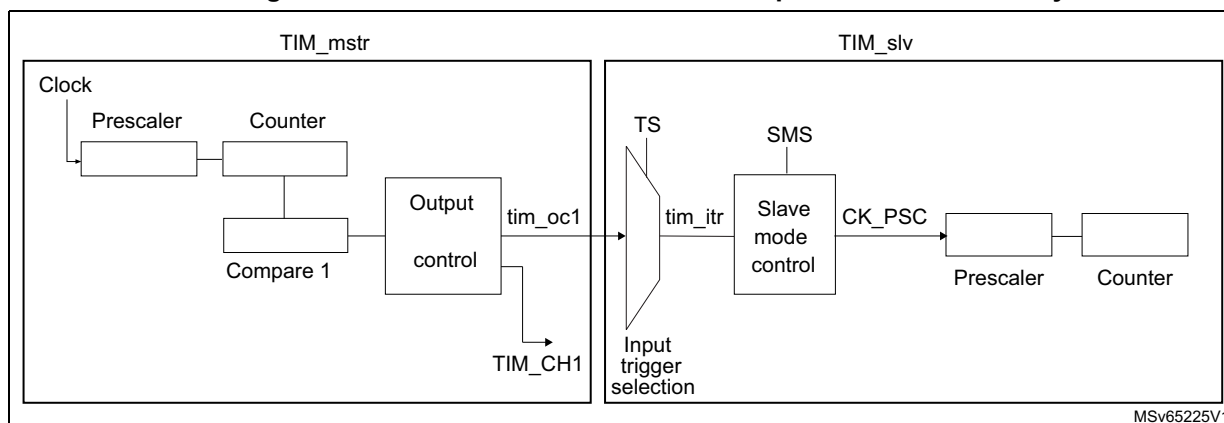 TIM_mstr
TIM_slv
Clock
Prescaler
Counter
Compare 1
Output
control
tim_oc1
TIM_CH1
TS
Input
trigger
selection
tim_itr
SMS
Slave
mode
control
CK_PSC
Prescaler
Counter
MSv65225V1